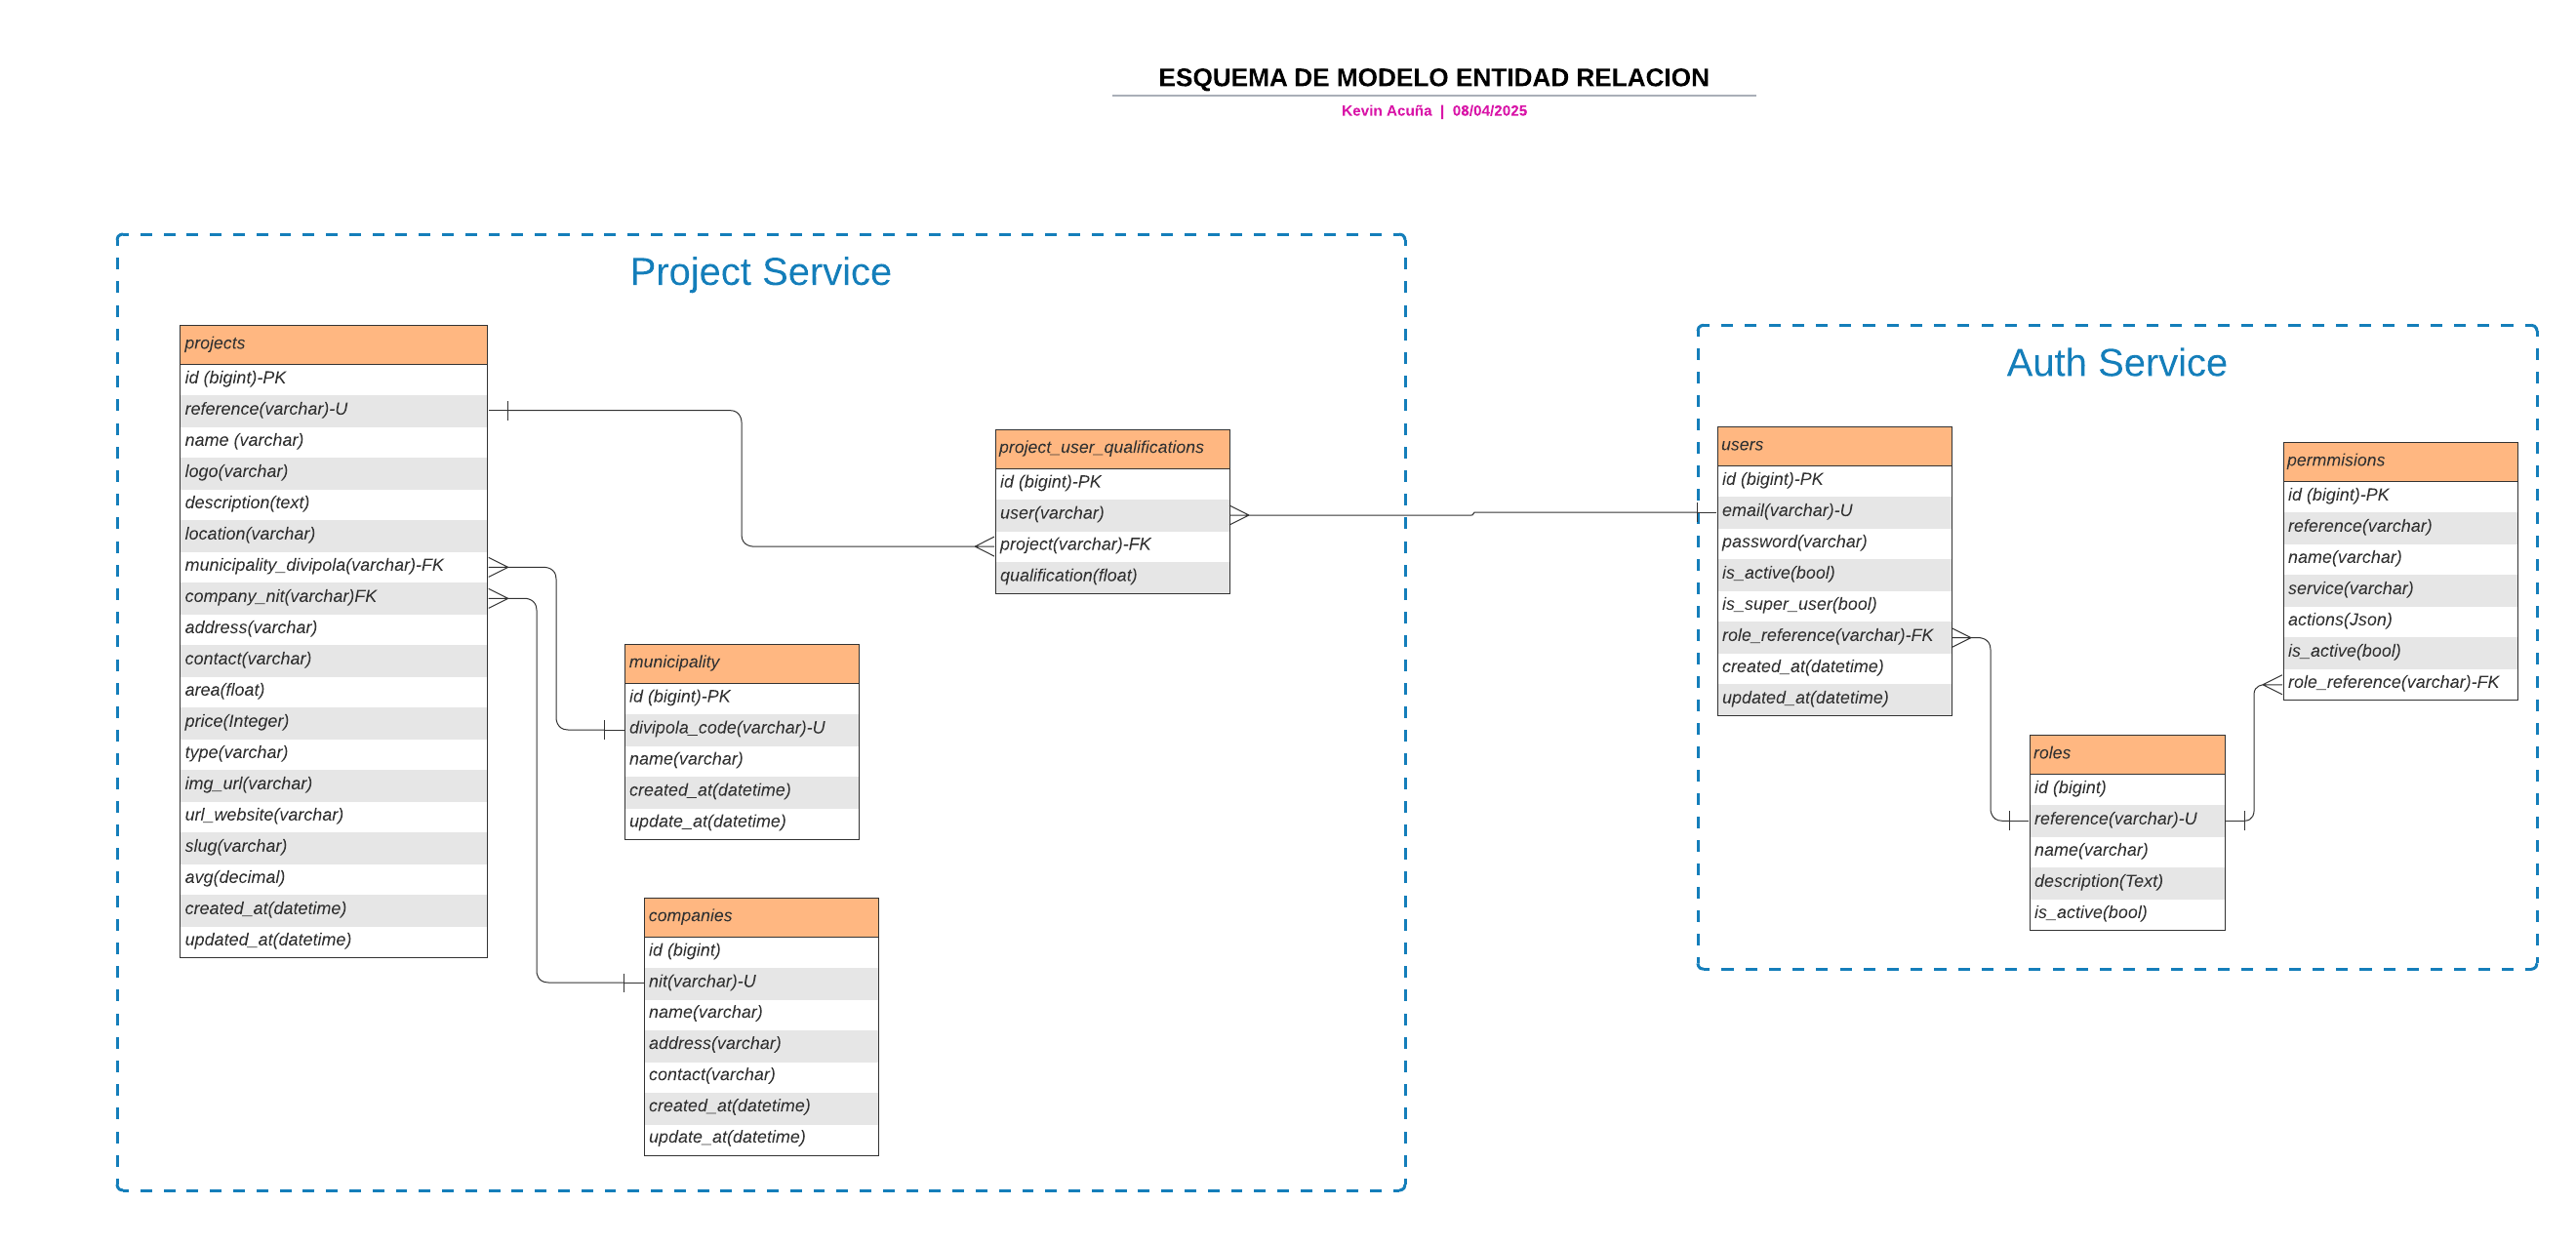 ESQUEMA DE MODELO ENTIDAD RELACION
Kevin Acuña | 08/04/2025
Project Service
projects
id (bigint)-PK
reference(varchar)-U
name (varchar)
logo(varchar)
description(text)
location(varchar)
municipality_divipola(varchar)-FK
company_nit(varchar)FK
address(varchar)
contact(varchar)
area(float)
price(Integer)
type(varchar)
img_url(varchar)
url_website(varchar)
slug(varchar)
avg(decimal)
created_at(datetime)
updated_at(datetime)
project_user_qualifications
id (bigint)-PK
user(varchar)
project(varchar)-FK
qualification(float)
municipality
id (bigint)-PK
divipola_code(varchar)-U
name(varchar)
created_at(datetime)
update_at(datetime)
companies
id (bigint)
nit(varchar)-U
name(varchar)
address(varchar)
contact(varchar)
created_at(datetime)
update_at(datetime)
Auth Service
users
id (bigint)-PK
email(varchar)-U
password(varchar)
is_active(bool)
is_super_user(bool)
role_reference(varchar)-FK
created_at(datetime)
updated_at(datetime)
permmisions
id (bigint)-PK
reference(varchar)
name(varchar)
service(varchar)
actions(Json)
is_active(bool)
role_reference(varchar)-FK
roles
id (bigint)
reference(varchar)-U
name(varchar)
description(Text)
is_active(bool)